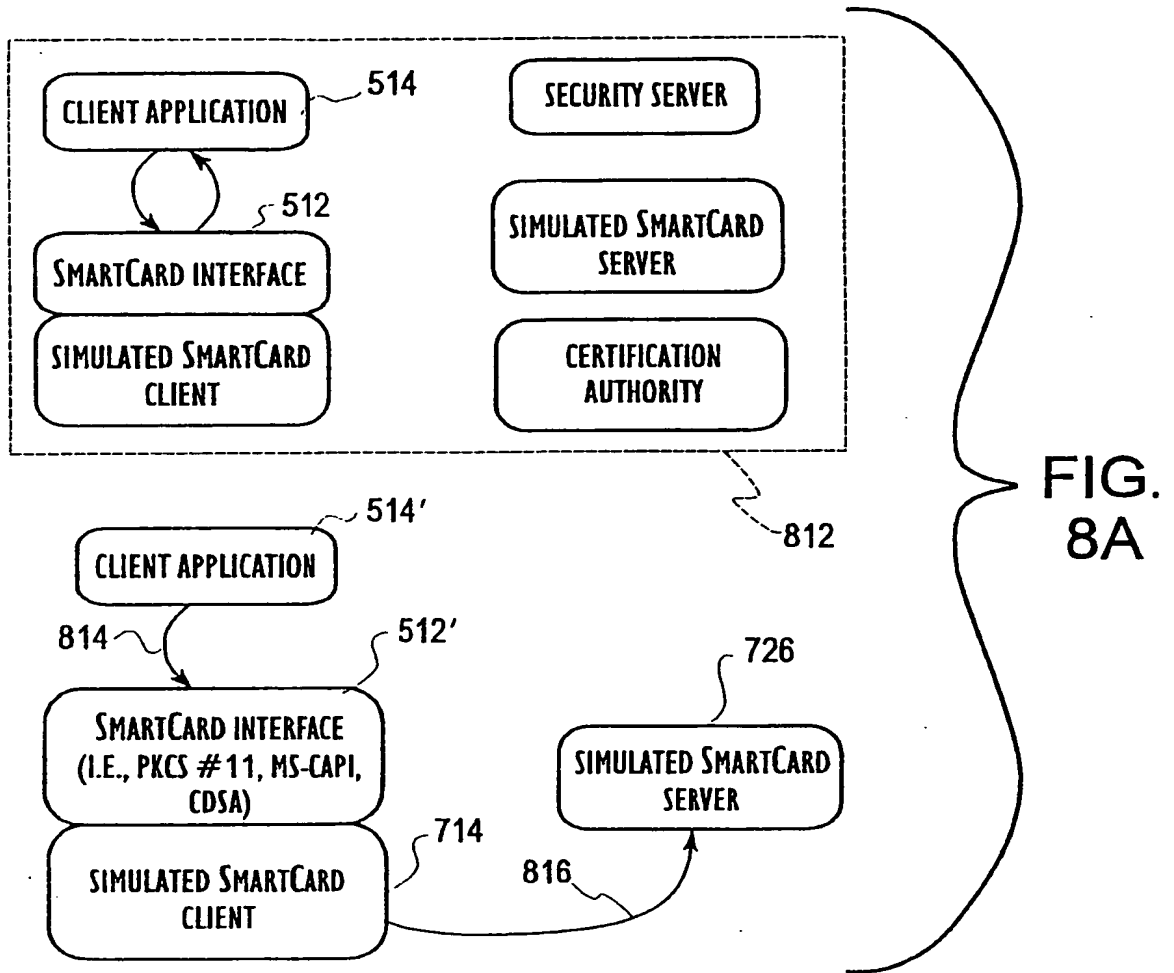 CLIENT APPLICATION
514
512
SMARTCARD INTERFACE
SIMULATED SMARTCARD
CLIENT
SECURITY SERVER
SIMULATED SMARTCARD
SERVER
CERTIFICATION
AUTHORITY
812
FIG.
8A
514'
CLIENT APPLICATION
814
512'
SMARTCARD INTERFACE
(I.E., PKCS #11, MS-CAPI,
CDSA)
714
SIMULATED SMARTCARD
CLIENT
816
726
SIMULATED SMARTCARD
SERVER